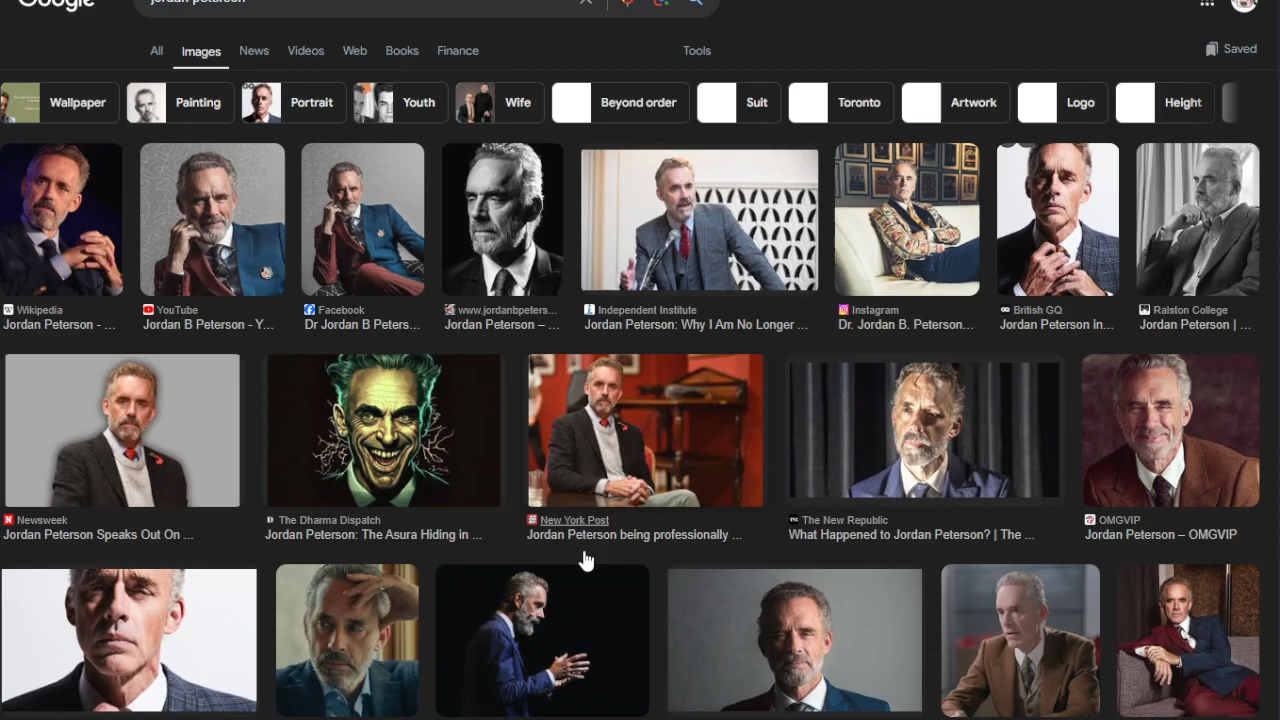 Google
jordan peterson
All
Images
News
Videos
Web
Books
Finance
Tools
Saved
Wallpaper
Painting
Portrait
Youth
Wife
Beyond order
Suit
Toronto
Artwork
Logo
Height
Wikipedia
Jordan Peterson - ...
YouTube
Jordan B Peterson - Y...
Facebook
Dr Jordan B Peters...
www.jordanbpeters...
Jordan Peterson – ...
Independent Institute
Jordan Peterson: Why I Am No Longer ...
Instagram
Dr. Jordan B. Peterson...
British GQ
Jordan Peterson in...
Ralston College
Jordan Peterson | ...
Newsweek
Jordan Peterson Speaks Out On ...
The Dharma Dispatch
Jordan Peterson: The Asura Hiding in ...
New York Post
Jordan Peterson being professionally ...
The New Republic
What Happened to Jordan Peterson? | The ...
OMGVIP
Jordan Peterson – OMGVIP